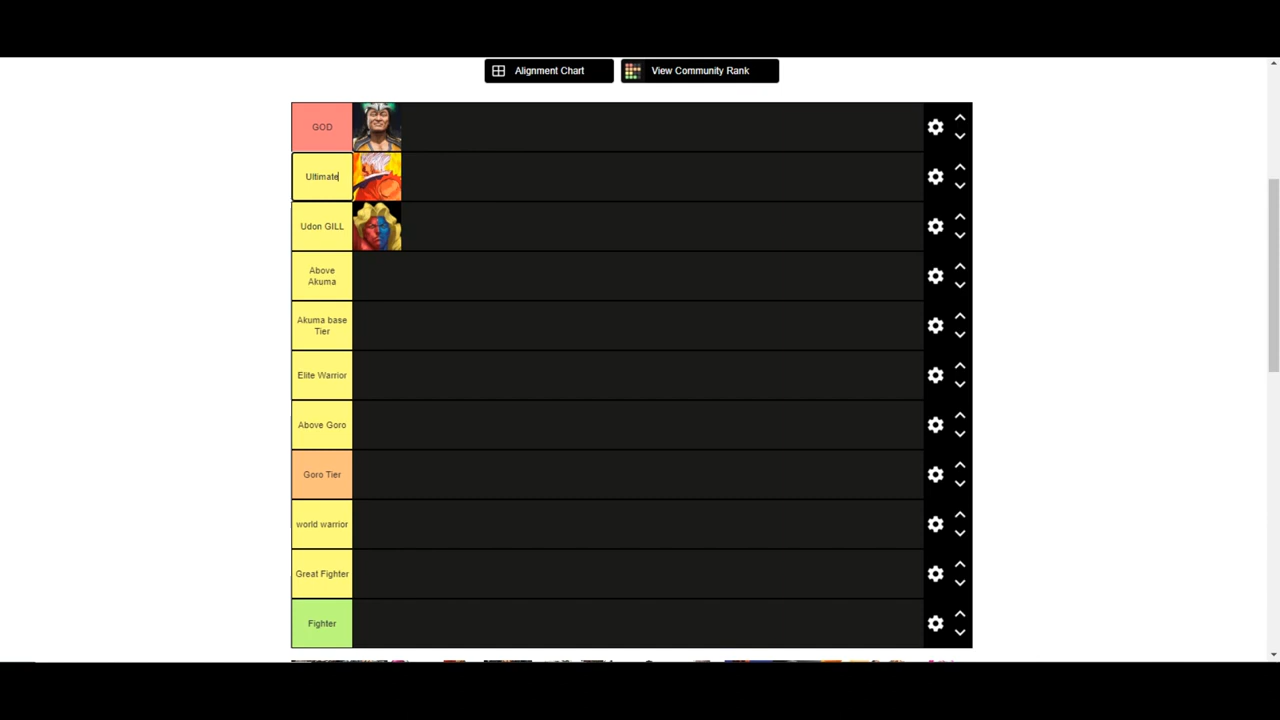 Alignment Chart
View Community Rank
GOD
Ultimate
Udon GILL
Above
Akuma
Akuma base
Tier
Elite Warrior
Above Goro
Goro Tier
world warrior
Great Fighter
Fighter